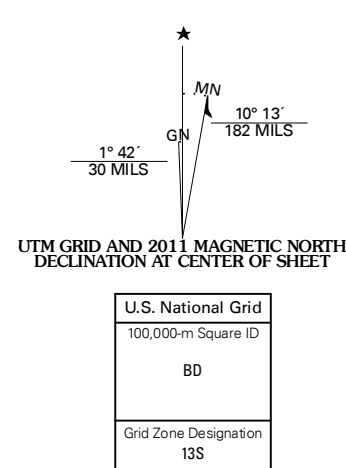 MN
10° 13´
182 MILS
GN
1° 42´
30 MILS
UTM GRID AND 2011 MAGNETIC NORTH
DECLINATION AT CENTER OF SHEET
U.S. National Grid
100,000-m Square ID
BD
Grid Zone Designation
13S